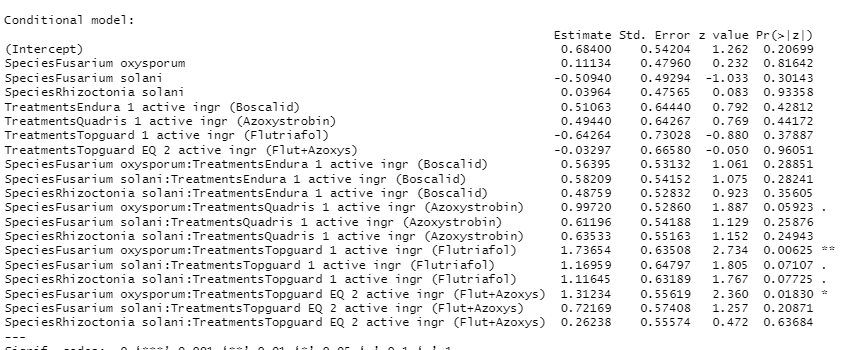 Conditional model:
Estimate Std. Error z value Pr(>|z|)
(Intercept) 0.68400 0.54204 1.262 0.20699
SpeciesFusarium oxysporum 0.11134 0.47960 0.232 0.81642
SpeciesFusarium solani -0.50940 0.49294 -1.033 0.30143
SpeciesRhizoctonia solani 0.03964 0.47565 0.083 0.93358
TreatmentsEndura 1 active ingr (Boscalid) 0.51063 0.64440 0.792 0.42812
TreatmentsQuadris 1 active ingr (Azoxystrobin) 0.49440 0.64267 0.769 0.44172
TreatmentsTopguard 1 active ingr (Flutriafol) -0.64264 0.73028 -0.880 0.37887
TreatmentsTopguard EQ 2 active ingr (Flut+Azoxys) -0.03297 0.66580 -0.050 0.96051
SpeciesFusarium oxysporum:TreatmentsEndura 1 active ingr (Boscalid) 0.56395 0.53132 1.061 0.28851
SpeciesFusarium solani:TreatmentsEndura 1 active ingr (Boscalid) 0.58209 0.54152 1.075 0.28241
SpeciesRhizoctonia solani:TreatmentsEndura 1 active ingr (Boscalid) 0.48759 0.52832 0.923 0.35605
SpeciesFusarium oxysporum:TreatmentsQuadris 1 active ingr (Azoxystrobin) 0.99720 0.52860 1.887 0.05923 .
SpeciesFusarium solani:TreatmentsQuadris 1 active ingr (Azoxystrobin) 0.61196 0.54188 1.129 0.25876
SpeciesRhizoctonia solani:TreatmentsQuadris 1 active ingr (Azoxystrobin) 0.63533 0.55163 1.152 0.24943
SpeciesFusarium oxysporum:TreatmentsTopguard 1 active ingr (Flutriafol) 1.73654 0.63508 2.734 0.00625 **
SpeciesFusarium solani:TreatmentsTopguard 1 active ingr (Flutriafol) 1.16959 0.64797 1.805 0.07107 .
SpeciesRhizoctonia solani:TreatmentsTopguard 1 active ingr (Flutriafol) 1.11645 0.63189 1.767 0.07725 .
SpeciesFusarium oxysporum:TreatmentsTopguard EQ 2 active ingr (Flut+Azoxys) 1.31234 0.55619 2.360 0.01830 *
SpeciesFusarium solani:TreatmentsTopguard EQ 2 active ingr (Flut+Azoxys) 0.72169 0.57408 1.257 0.20871
SpeciesRhizoctonia solani:TreatmentsTopguard EQ 2 active ingr (Flut+Azoxys) 0.26238 0.55574 0.472 0.63684
---